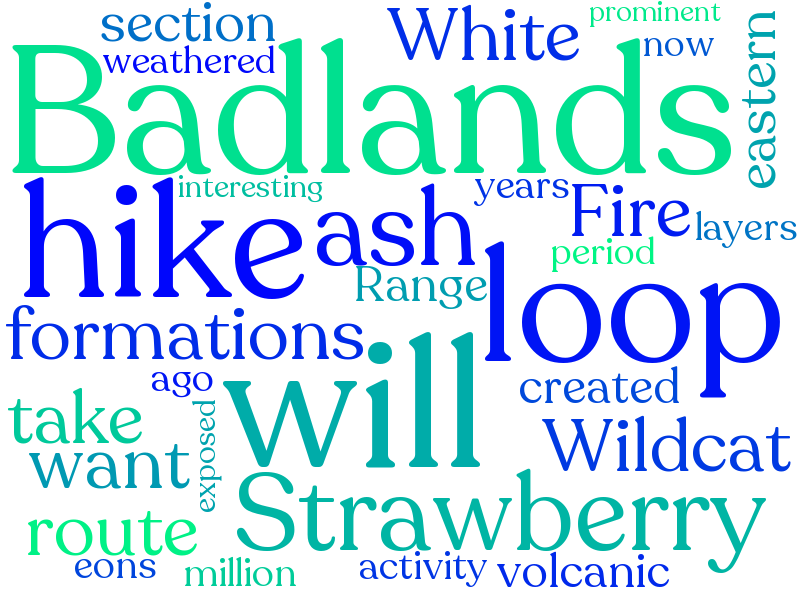 prominent
section
White
now
weathered
Badlands
eastern
interesting
years
hike
ash
Fire
layers
period
Range
loop
formations
ago
will
created
take
exposed
want
Wildcat
Strawberry
route
eons
million
activity
volcanic